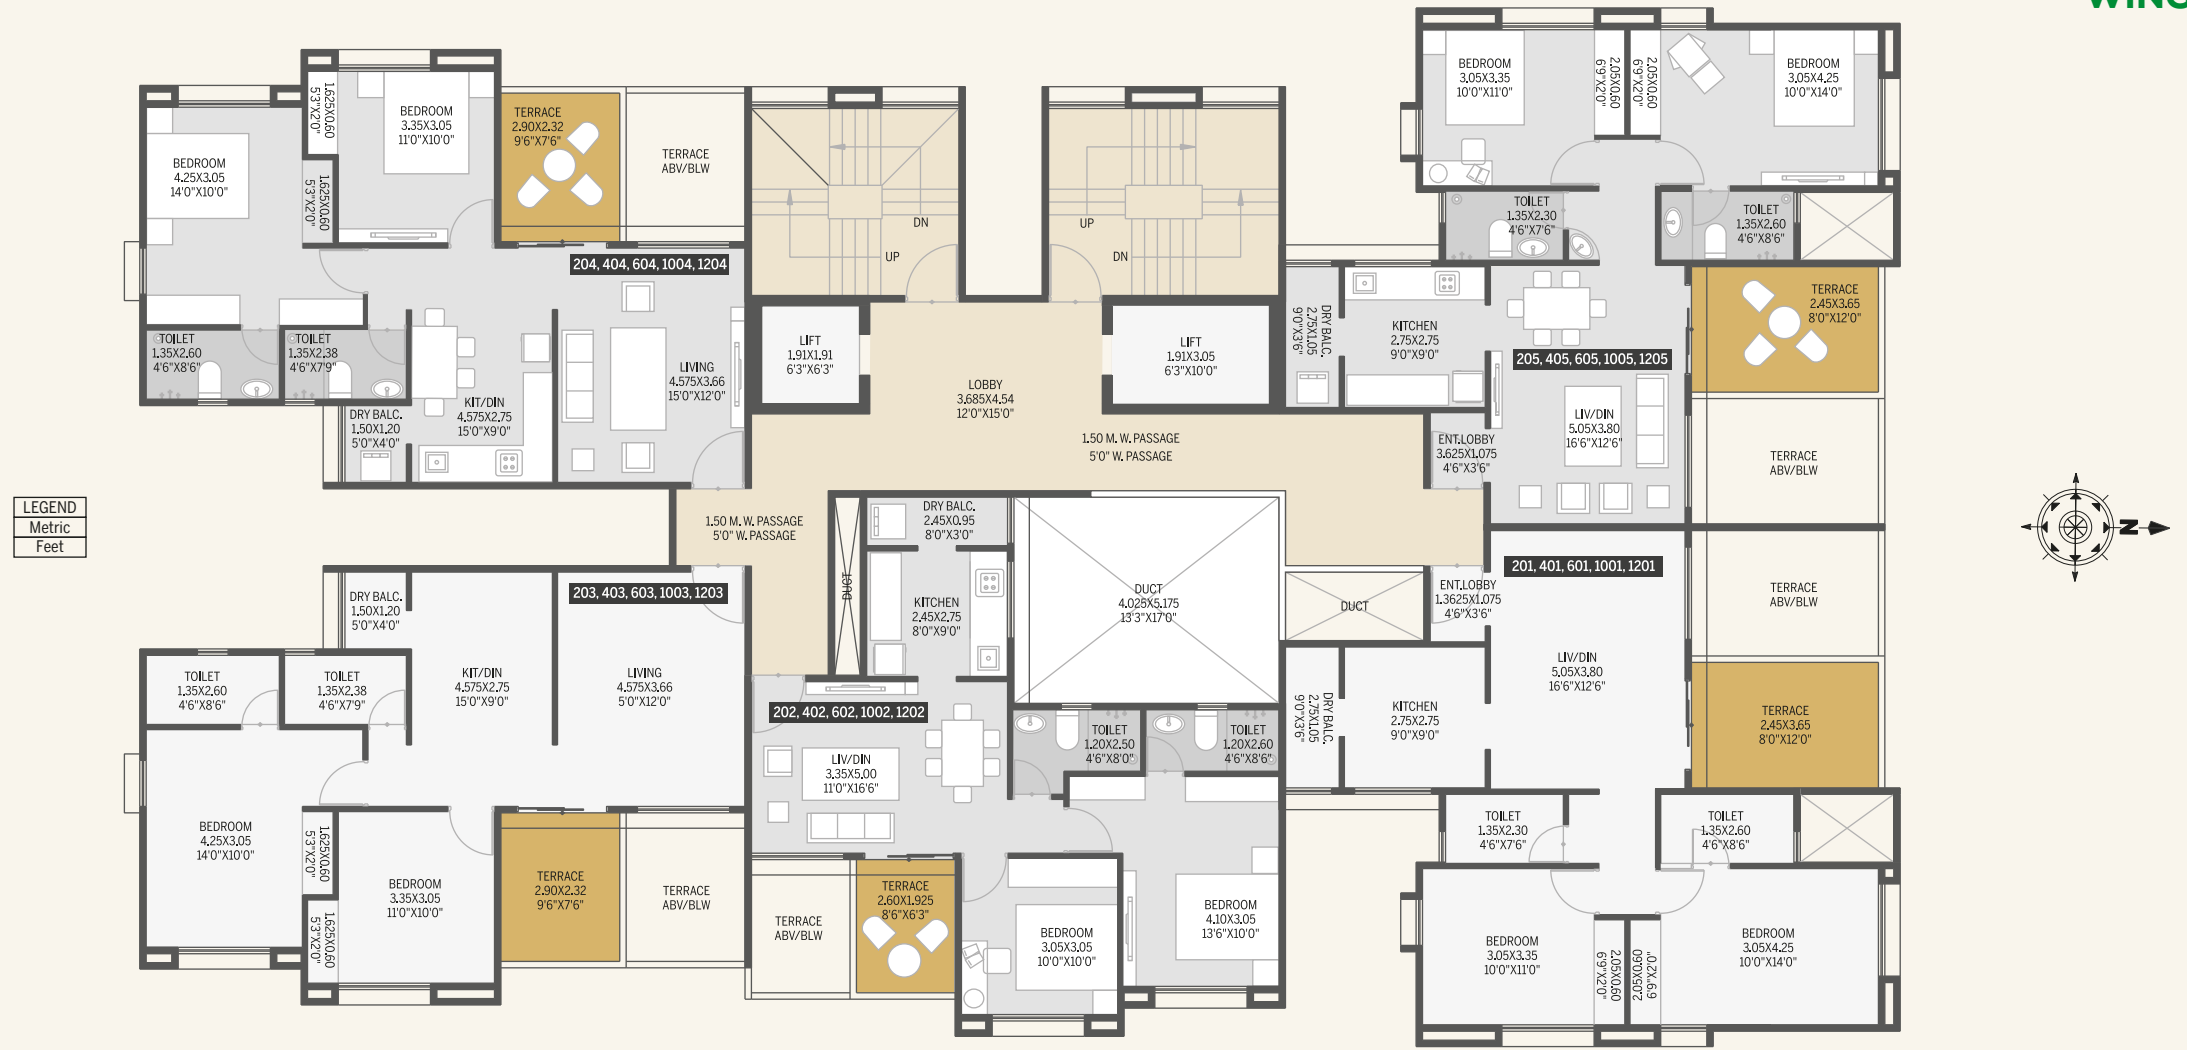 WING
BEDROOM
3.05X3.35
10'0"X11'0"
2.05X0.60
6'9"X2'0"
2.05X0.60
6'9"X2'0"
BEDROOM
3.05X4.25
10'0"X14'0"
1.625X0.60
5'3"X2'0"
BEDROOM
3.35X3.05
11'0"X10'0"
TERRACE
2.90X2.32
9'6"X7'6"
TERRACE
ABV/BLW
BEDROOM
4.25X3.05
14'0"X10'0"
1.625X0.60
5'3"X2'0"
DN
UP
UP
DN
TOILET
1.35X2.30
4'6"X7'6"
TOILET
1.35X2.60
4'6"X8'6"
204, 404, 604, 1004, 1204
TERRACE
2.45X3.65
8'0"X12'0"
DRY BALC.
2.75X1.05
9'0"X3'6"
KITCHEN
2.75X2.75
9'0"X9'0"
205, 405, 605, 1005, 1205
TOILET
1.35X2.60
4'6"X8'6"
TOILET
1.35X2.38
4'6"X7'9"
LIVING
4.575X3.66
15'0"X12'0"
LIFT
1.91X1.91
6'3"X6'3"
LIFT
1.91X3.05
6'3"X10'0"
LOBBY
3.685X4.54
12'0"X15'0"
KIT/DIN
4.575X2.75
15'0"X9'0"
DRY BALC.
1.50X1.20
5'0"X4'0"
LIV/DIN
5.05X3.80
16'6"X12'6"
1.50 M. W. PASSAGE
5'0" W. PASSAGE
ENT.LOBBY
3.625X1.075
4'6"X3'6"
TERRACE
ABV/BLW
LEGEND
Metric
Feet
1.50 M. W. PASSAGE
5'0" W. PASSAGE
DRY BALC.
2.45X0.95
8'0"X3'0"
N
201, 401, 601, 1001, 1201
DRY BALC.
1.50X1.20
5'0"X4'0"
203, 403, 603, 1003, 1203
DUCT
KITCHEN
2.45X2.75
8'0"X9'0"
DUCT
4.025X5.175
13'3"X17'0"
DUCT
ENT.LOBBY
1.3625X1.075
4'6"X3'6"
TERRACE
ABV/BLW
TOILET
1.35X2.60
4'6"X8'6"
TOILET
1.35X2.38
4'6"X7'9"
KIT/DIN
4.575X2.75
15'0"X9'0"
LIVING
4.575X3.66
5'0"X12'0"
LIV/DIN
5.05X3.80
16'6"X12'6"
202, 402, 602, 1002, 1202
DRY BALC.
2.75X1.05
9'0"X3'6"
KITCHEN
2.75X2.75
9'0"X9'0"
TERRACE
2.45X3.65
8'0"X12'0"
TOILET
1.20X2.50
4'6"X8'0"
TOILET
1.20X2.60
4'6"X8'6"
LIV/DIN
3.35X5.00
11'0"X16'6"
BEDROOM
4.25X3.05
14'0"X10'0"
1.625X0.60
5'3"X2'0"
TOILET
1.35X2.30
4'6"X7'6"
TOILET
1.35X2.60
4'6"X8'6"
BEDROOM
3.35X3.05
11'0"X10'0"
TERRACE
2.90X2.32
9'6"X7'6"
TERRACE
ABV/BLW
TERRACE
2.60X1.925
8'6"X6'3"
TERRACE
ABV/BLW
1.625X0.60
5'3"X2'0"
BEDROOM
4.10X3.05
13'6"X10'0"
BEDROOM
3.05X3.05
10'0"X10'0"
BEDROOM
3.05X3.35
10'0"X11'0"
2.05X0.60
6'9"X2'0"
2.05X0.60
6'9"X2'0"
BEDROOM
3.05X4.25
10'0"X14'0"